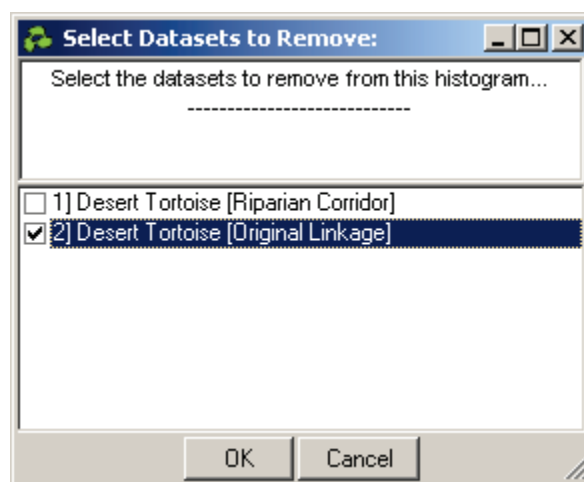 Select Datasets to Remove:
Select the datasets to remove from this histogram...
----------------------------
1] Desert Tortoise [Riparian Corridor]
2] Desert Tortoise [Original Linkage]
OK
Cancel